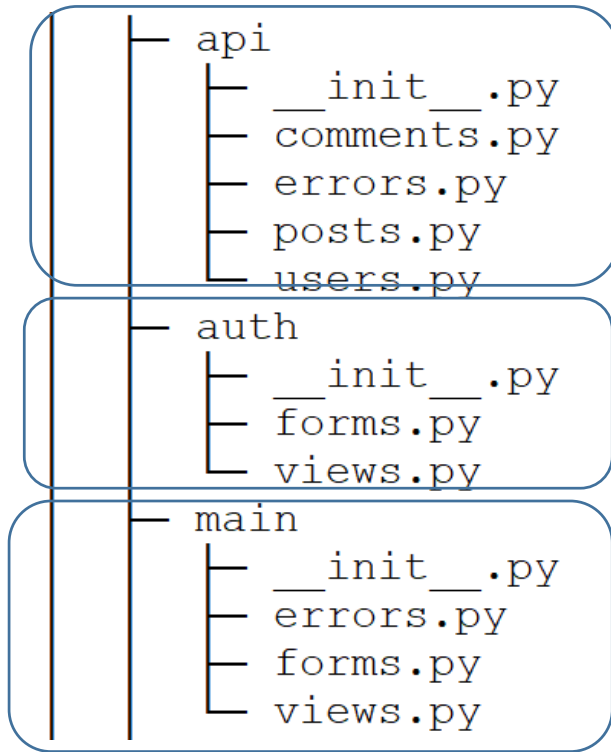 api
__init__.py
comments.py
errors.py
posts.py
users.py
auth
__init__.py
forms.py
views.py
main
__init__.py
errors.py
forms.py
views.py